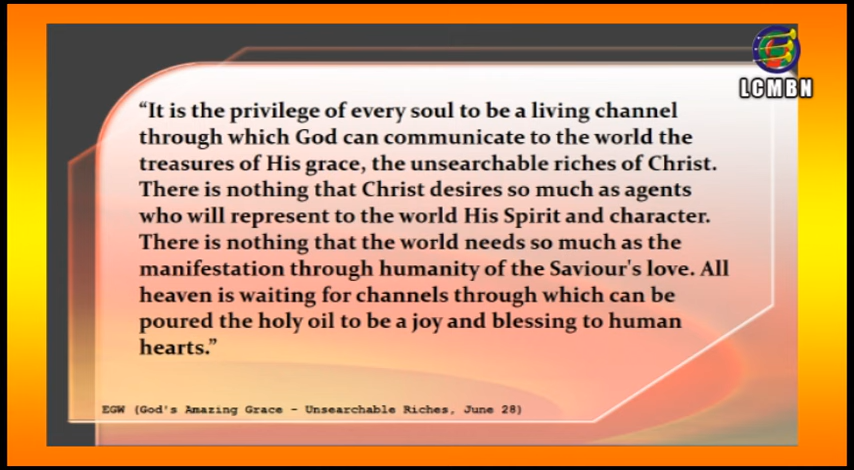 LCMBN
“It is the privilege of every soul to be a living channel
through which God can communicate to the world the
treasures of His grace, the unsearchable riches of Christ.
There is nothing that Christ desires so much as agents
who will represent to the world His Spirit and character.
There is nothing that the world needs so much as the
manifestation through humanity of the Saviour's love. All
heaven is waiting for channels through which can be
poured the holy oil to be a joy and blessing to human
hearts.”
EGW (God's Amazing Grace - Unsearchable Riches, June 28)